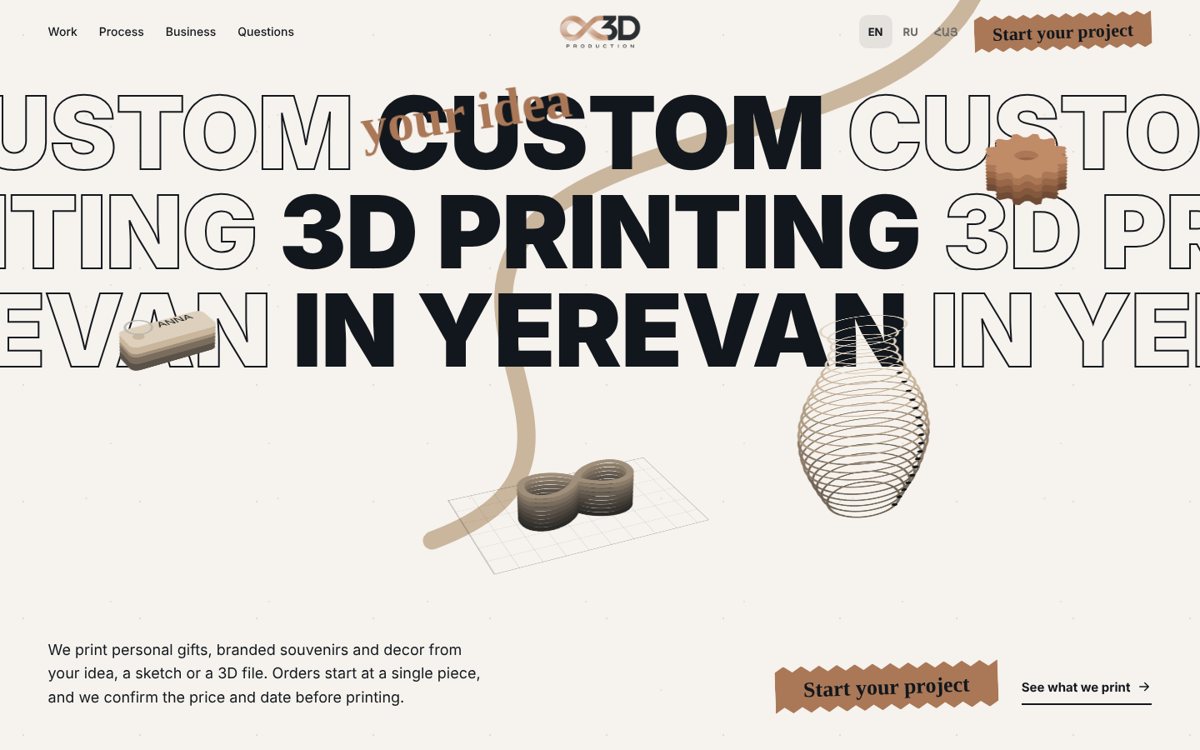 Work Process Business Questions
3D
PRODUCTION
EN RU ՀԱՅ
Start your project
your idea
USTOM CUSTOM CUSTO
NTING 3D PRINTING 3D PR
EVAN IN YEREVAN IN YE
ANNA
We print personal gifts, branded souvenirs and decor from
your idea, a sketch or a 3D file. Orders start at a single piece,
and we confirm the price and date before printing.
Start your project
See what we print →